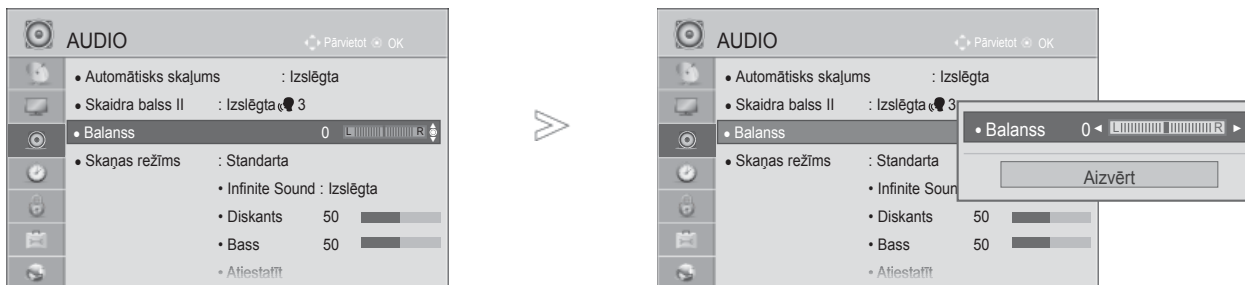 AUDIO Pārvietot OK
• Automātisks skaļums : Izslēgta
• Skaidra balss II : Izslēgta 3
• Balanss 0 L R
• Skaņas režīms : Standarta
• Infinite Sound : Izslēgta
• Diskants 50
• Bass 50
• Atiestatīt
AUDIO Pārvietot OK
• Automātisks skaļums : Izslēgta
• Skaidra balss II : Izslēgta 3
• Balanss
• Skaņas režīms : Standarta
• Infinite Soun
• Diskants 50
• Bass 50
• Atiestatīt
• Balanss 0 L R
Aizvērt